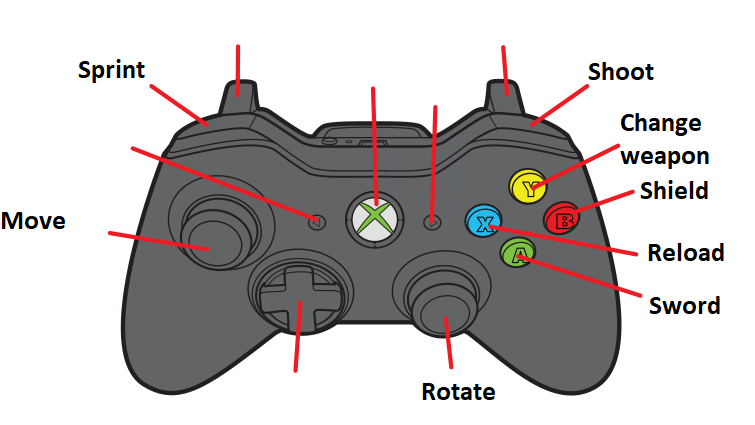 Sprint
Shoot
Change
weapon
Y
Shield
B
Move
X
Reload
A
Sword
Rotate